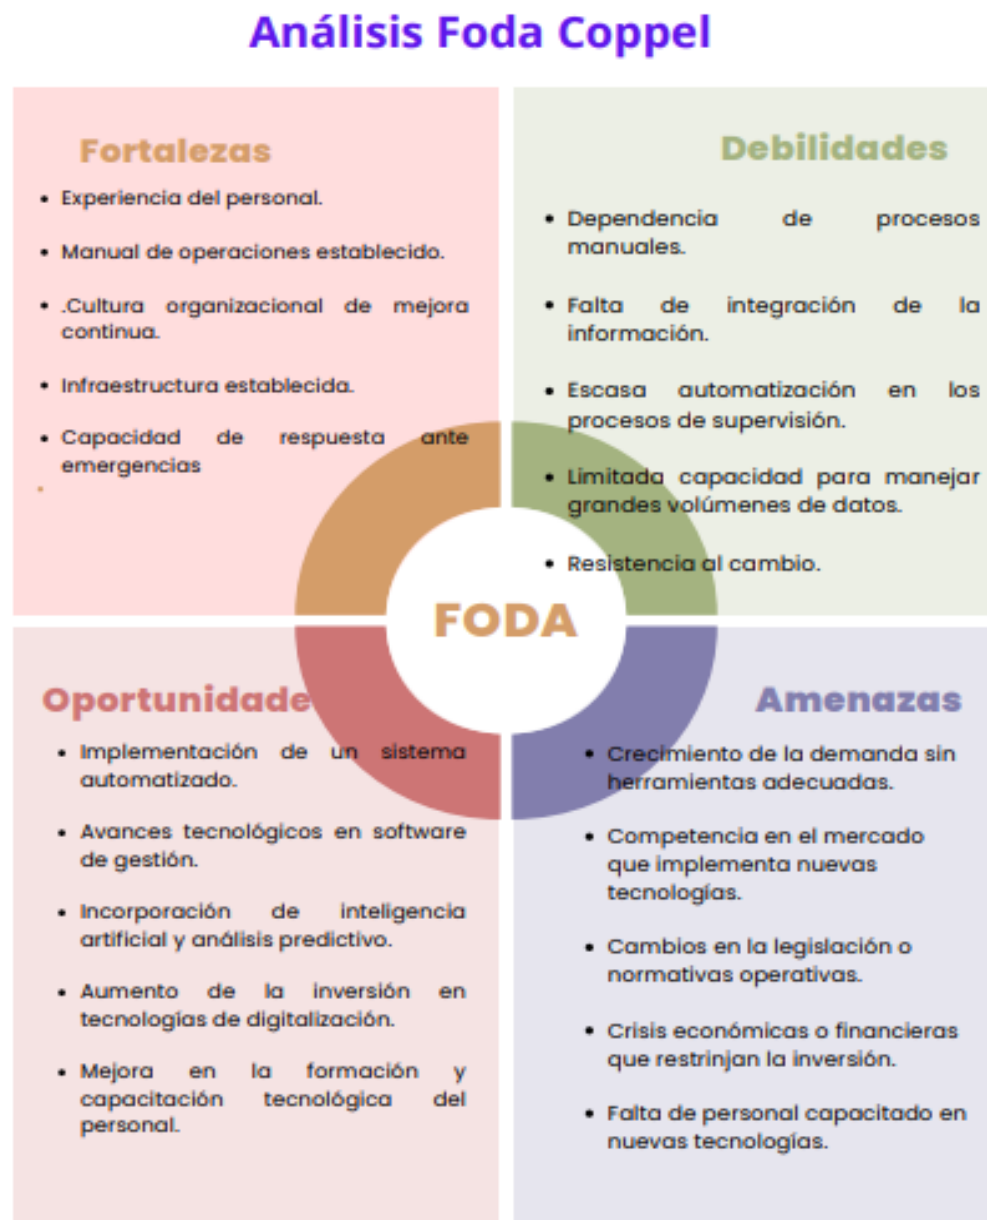 Análisis Foda Coppel
Fortalezas
• Experiencia del personal.
• Manual de operaciones establecido.
• .Cultura organizacional de mejora
continua.
• Infraestructura establecida.
• Capacidad de respuesta ante
emergencias
•
Debilidades
• Dependencia de procesos
manuales.
• Falta de integración de la
información.
• Escasa automatización en los
procesos de supervisión.
• Limitada capacidad para manejar
grandes volúmenes de datos.
• Resistencia al cambio.
FODA
Oportunidade
• Implementación de un sistema
automatizado.
• Avances tecnológicos en software
de gestión.
• Incorporación de inteligencia
artificial y análisis predictivo.
• Aumento de la inversión en
tecnologías de digitalización.
• Mejora en la formación y
capacitación tecnológica del
personal.
Amenazas
• Crecimiento de la demanda sin
herramientas adecuadas.
• Competencia en el mercado
que implementa nuevas
tecnologías.
• Cambios en la legislación o
normativas operativas.
• Crisis económicas o financieras
que restrinjan la inversión.
• Falta de personal capacitado en
nuevas tecnologías.